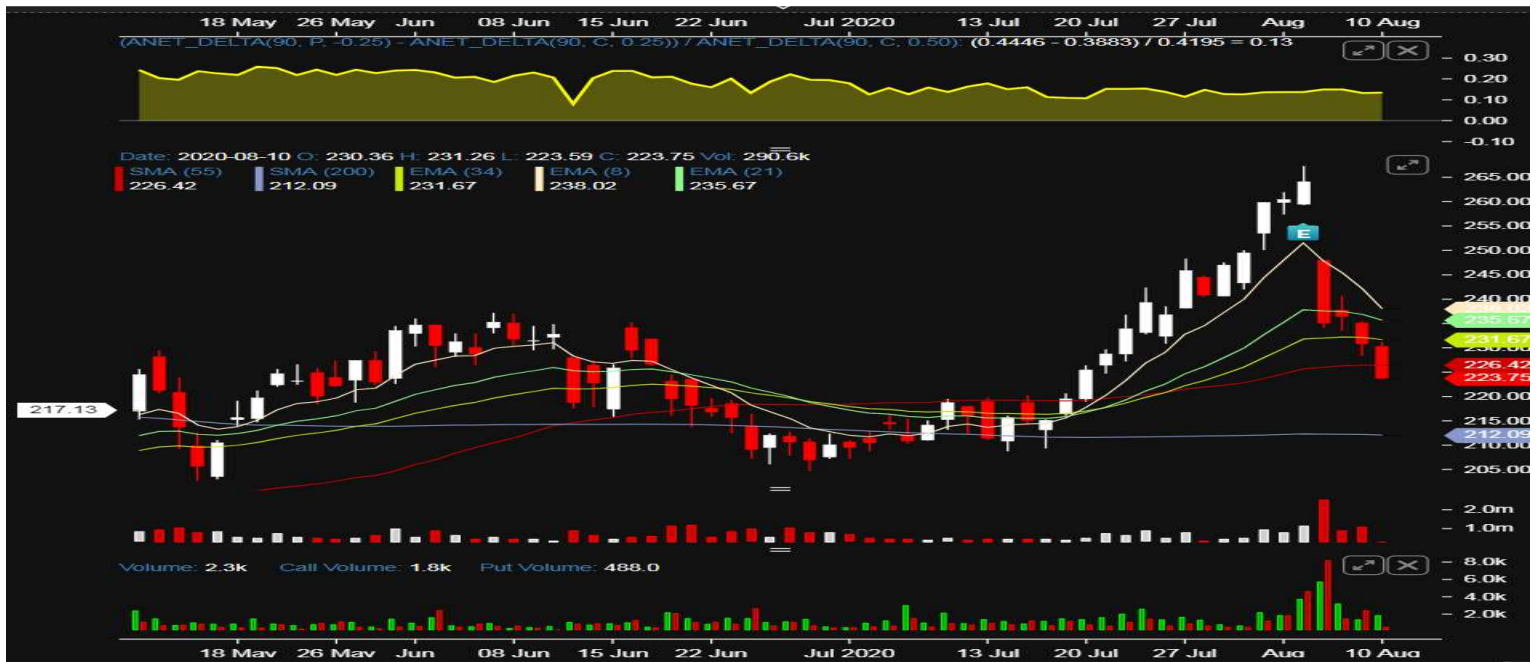 18 May 26 May Jun 08 Jun 15 Jun 22 Jun Jul 2020 13 Jul 20 Jul 27 Jul Aug 10 Aug
(ANET_DELTA(90, P, -0.25) - ANET_DELTA(90, C, 0.25)) / ANET_DELTA(90, C, 0.50): (0.4446 - 0.3883) / 0.4195 = 0.13
0.30
0.20
0.10
0.00
-0.10
Date: 2020-08-10 O: 230.36 H: 231.26 L: 223.59 C: 223.75 Vol: 290.6k
SMA (55) SMA (200) EMA (34) EMA (8) EMA (21)
226.42 212.09 231.67 238.02 235.67
265.00
260.00
255.00
E
250.00
245.00
240.00
235.67
231.67
226.42
223.75
220.00
217.13
215.00
212.09
210.00
205.00
2.0m
1.0m
Volume: 2.3k Call Volume: 1.8k Put Volume: 488.0
8.0k
6.0k
4.0k
2.0k
18 May 26 May Jun 08 Jun 15 Jun 22 Jun Jul 2020 13 Jul 20 Jul 27 Jul Aug 10 Aug